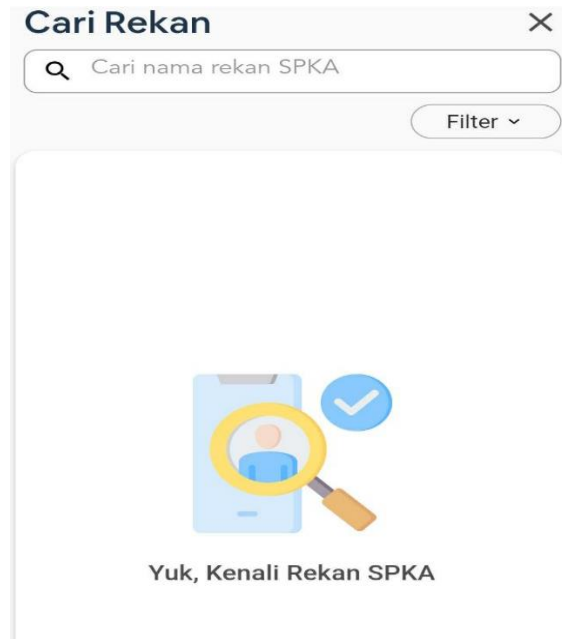 Cari Rekan
Cari nama rekan SPKA
Filter
Yuk, Kenali Rekan SPKA